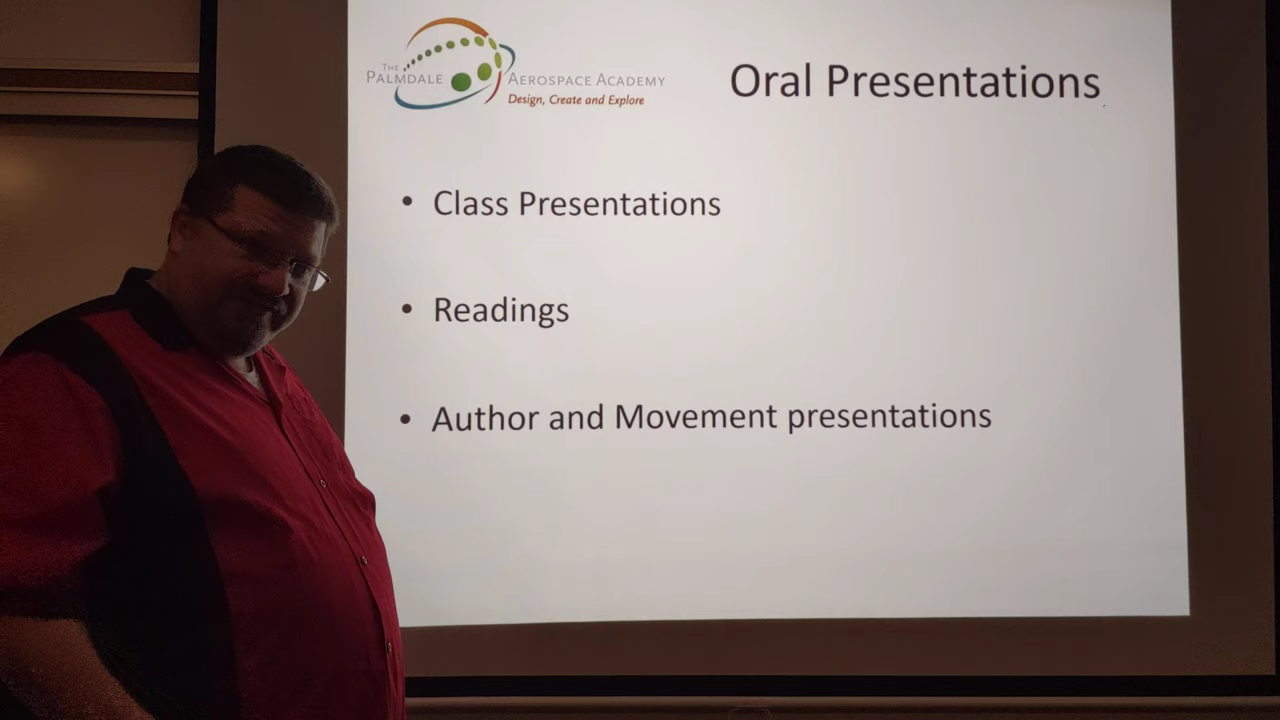 THE
PALMDALE AEROSPACE ACADEMY
Design, Create and Explore
Oral Presentations
• Class Presentations
• Readings
• Author and Movement presentations